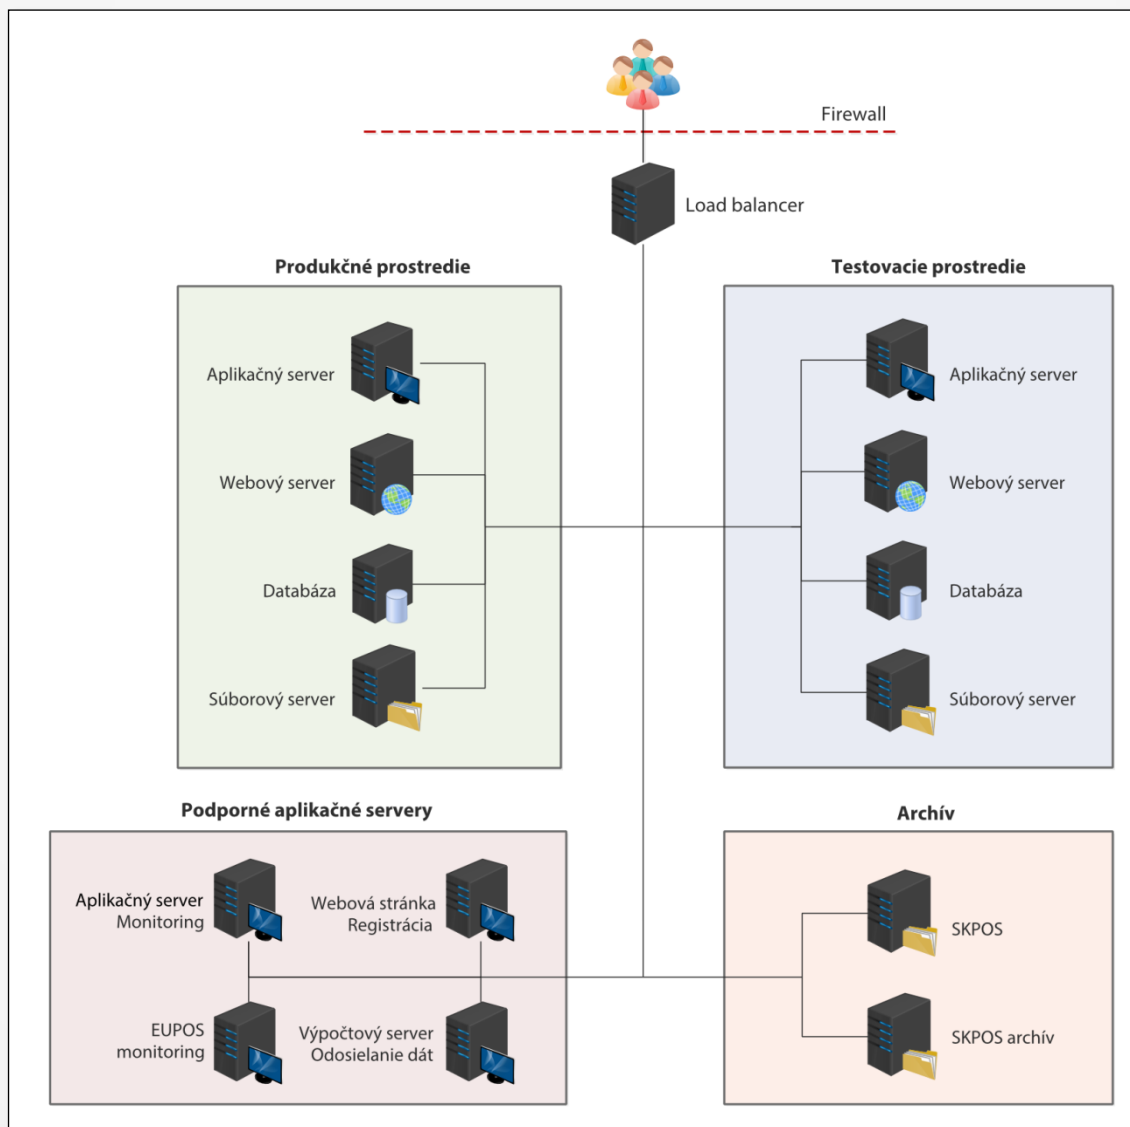 Firewall
Load balancer
Produkčné prostredie
Aplikačný server
Webový server
Databáza
Súborový server
Testovacie prostredie
Aplikačný server
Webový server
Databáza
Súborový server
Podporné aplikačné servery
Aplikačný server
Monitoring
Webová stránka
Registrácia
EUPOS
monitoring
Výpočtový server
Odosielanie dát
Archív
SKPOS
SKPOS archív